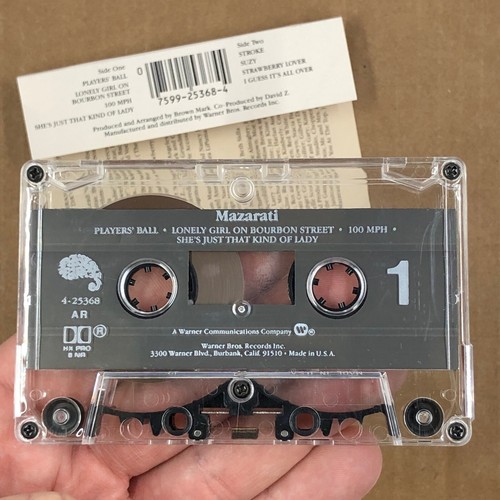 Side One
PLAYERS' BALL
LONELY GIRL ON
BOURBON STREET
100 MPH
SHE'S JUST THAT KIND OF LADY
0
7599-25368-4
Side Two
STROKE
SUZY
STRAWBERRY LOVER
I GUESS IT'S ALL OVER
Produced and Arranged by Brown Mark. Co-Produced by David Z.
Manufactured and distributed by Warner Bros. Records Inc.
Mazarati
PLAYERS' BALL • LONELY GIRL ON BOURBON STREET • 100 MPH •
SHE'S JUST THAT KIND OF LADY
4-25368
AR
1
HX PRO
B AIR
A Warner Communications Company
Warner Bros. Records Inc.
3300 Warner Blvd., Burbank, Calif. 91510 • Made in U.S.A.